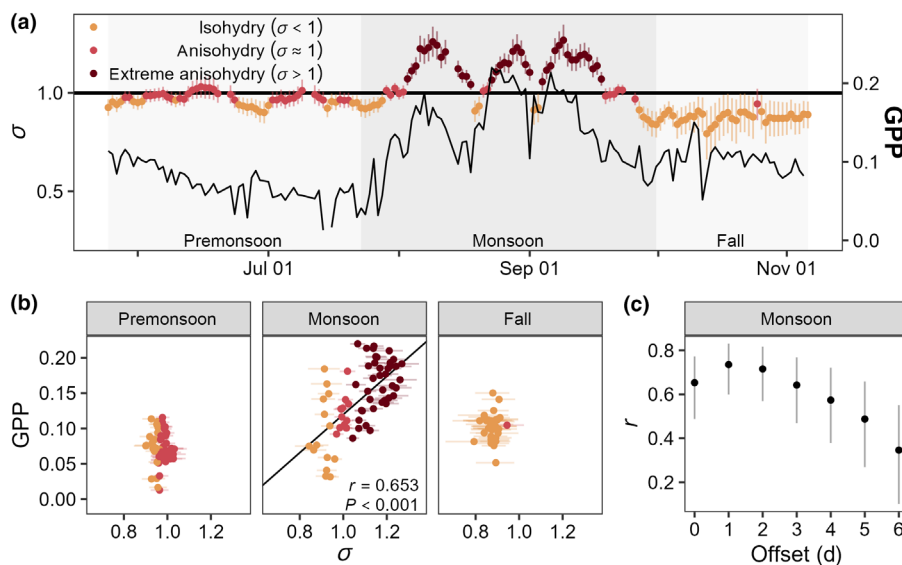 (a)
Isohydry (σ < 1)
Anisohydry (σ ≈ 1)
Extreme anisohydry (σ > 1)
1.0
0.5
σ
0.2
0.1
0.0
GPP
Premonsoon
Monsoon
Fall
Jul 01
Sep 01
Nov 01
(b)
Premonsoon
Monsoon
Fall
0.20
0.15
0.10
0.05
0.00
GPP
r = 0.653
P < 0.001
0.8 1.0 1.2
0.8 1.0 1.2
0.8 1.0 1.2
σ
(c)
Monsoon
0.8
0.6
0.4
0.2
r
0 1 2 3 4 5 6
Offset (d)